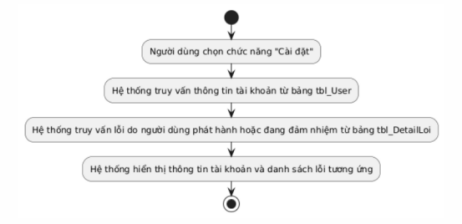 Người dùng chọn chức năng "Cài đặt"
Hệ thống truy vấn thông tin tài khoản từ bảng tbl_User
Hệ thống truy vấn lỗi do người dùng phát hành hoặc đang đảm nhiệm từ bảng tbl_DetailLoi
Hệ thống hiển thị thông tin tài khoản và danh sách lỗi tương ứng